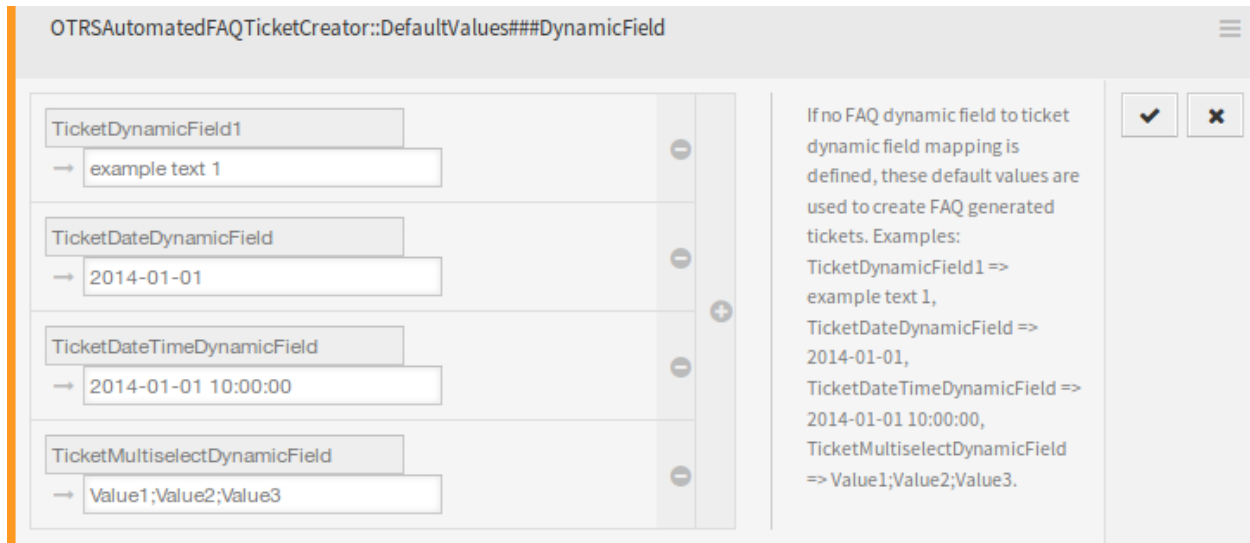 OTRSAutomatedFAQTicketCreator::DefaultValues###DynamicField
TicketDynamicField1
example text 1
TicketDateDynamicField
2014-01-01
TicketDateTimeDynamicField
2014-01-01 10:00:00
TicketMultiselectDynamicField
Value1;Value2;Value3
If no FAQ dynamic field to ticket
dynamic field mapping is
defined, these default values are
used to create FAQ generated
tickets. Examples:
TicketDynamicField1 =>
example text 1,
TicketDateDynamicField =>
2014-01-01,
TicketDateTimeDynamicField =>
2014-01-01 10:00:00,
TicketMultiselectDynamicField
=> Value1;Value2;Value3.